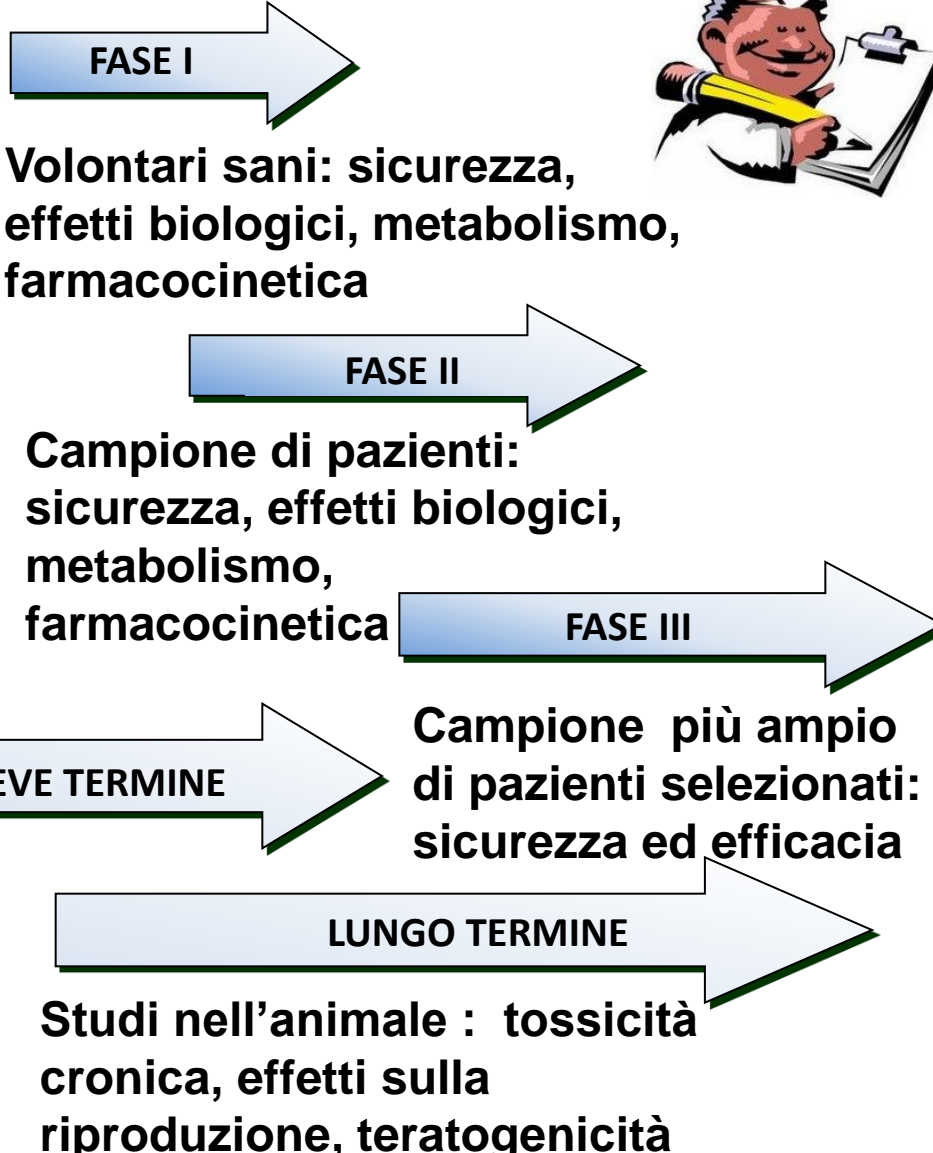 FASE I
Volontari sani: sicurezza,
effetti biologici, metabolismo,
farmacocinetica
FASE II
Campione di pazienti:
sicurezza, effetti biologici,
metabolismo,
farmacocinetica
FASE III
Campione più ampio
di pazienti selezionati:
sicurezza ed efficacia
TERMINE
LUNGO TERMINE
Studi nell’animale : tossicità
cronica, effetti sulla
riproduzione, teratogenicità